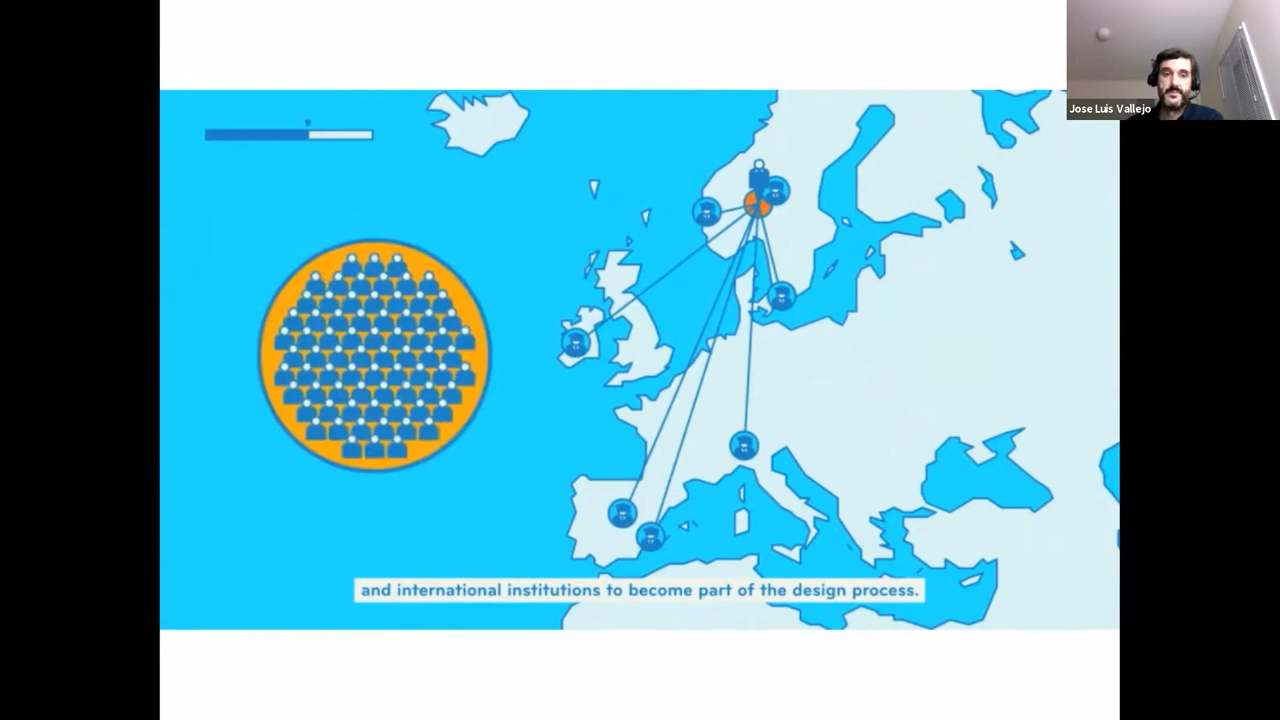 Jose Luis Vallejo
and international institutions to become part of the design process.